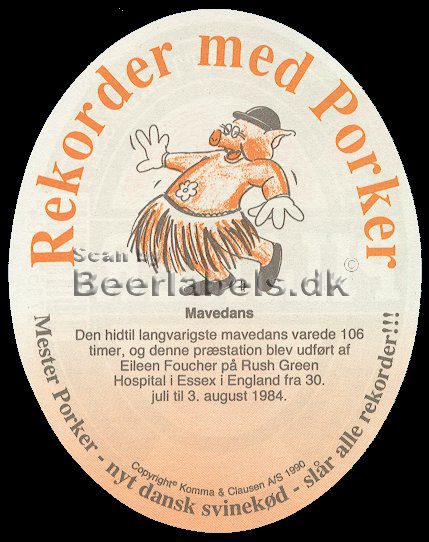 Rekorder med Porker
Scan by
Beerlabels.dk
©
Mavedans
Den hidtil langvarigste mavedans varede 106
timer, og denne præstation blev udført af
Eileen Foucher på Rush Green
Hospital i Essex i England fra 30.
juli til 3. august 1984.
Copyright© Komma & Clausen A/S 1990
Mester Porker - nyt dansk svinekød - slår alle rekorder!!!